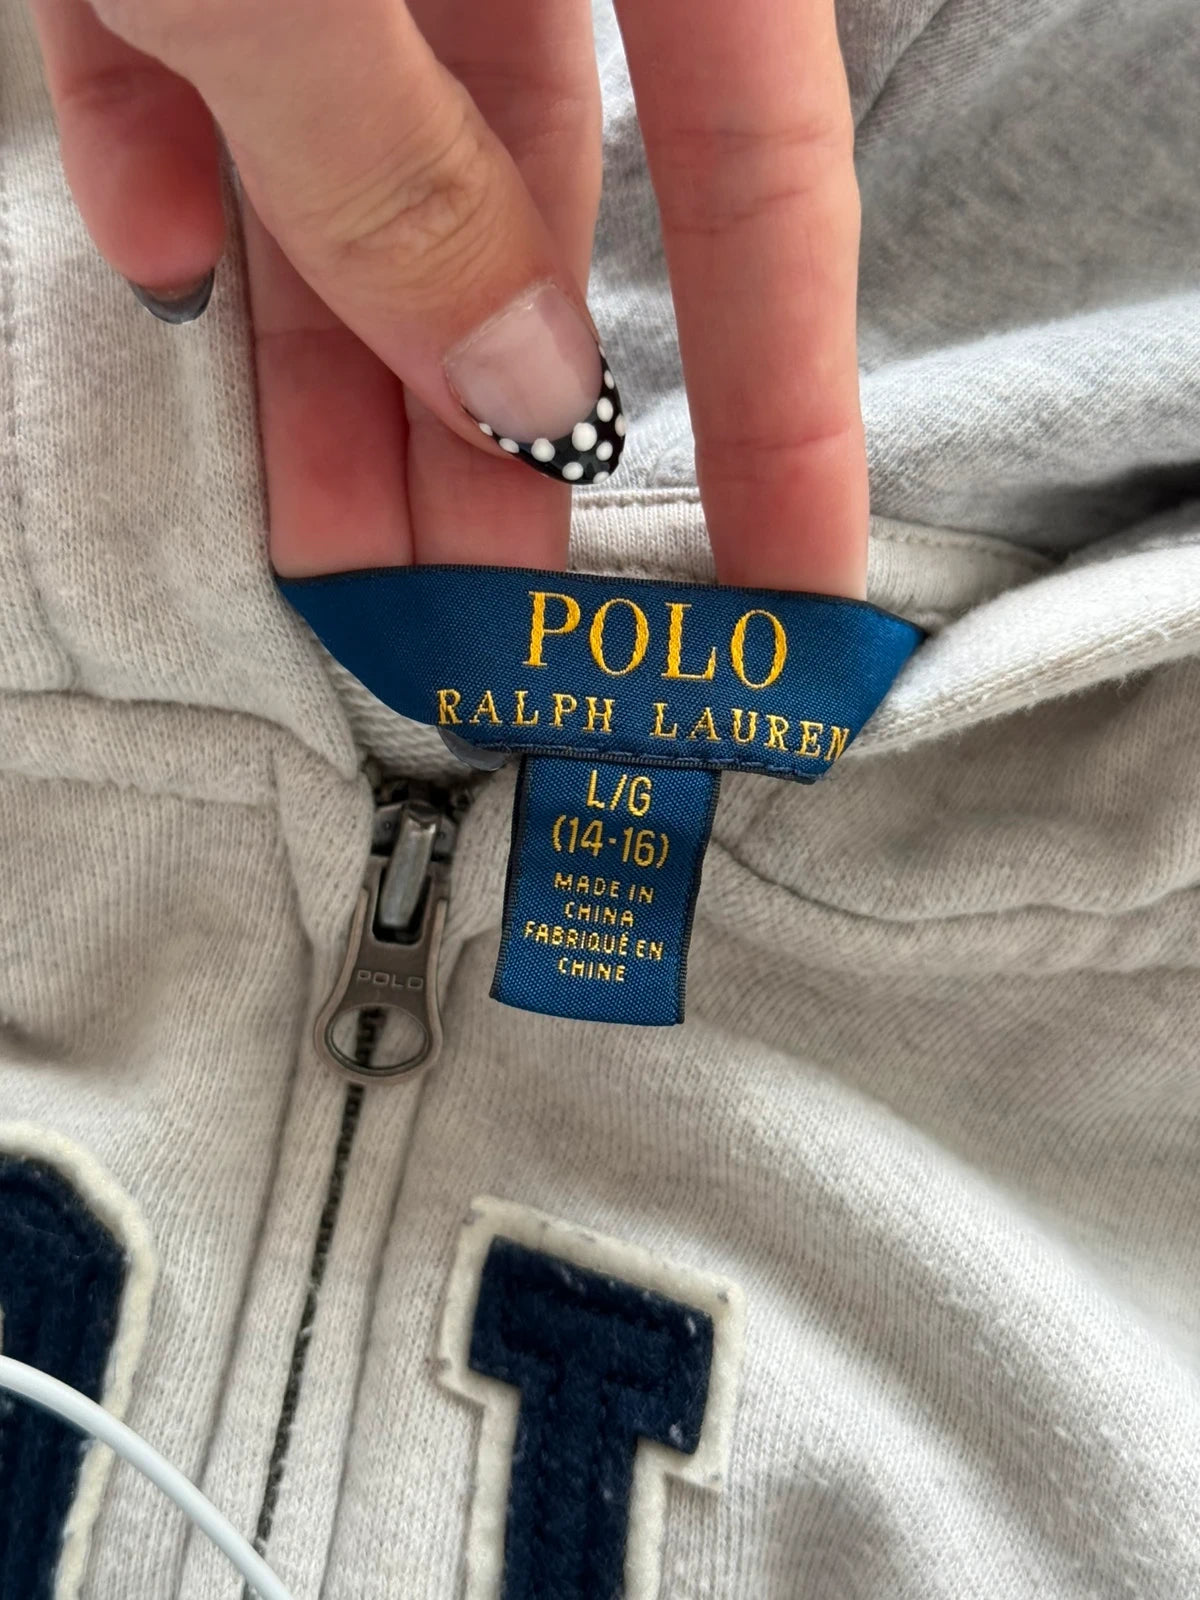 POLO
RALPH LAUREN
L/G
(14-16)
MADE IN
CHINA
FABRIQUÉ EN
CHINE
POLO